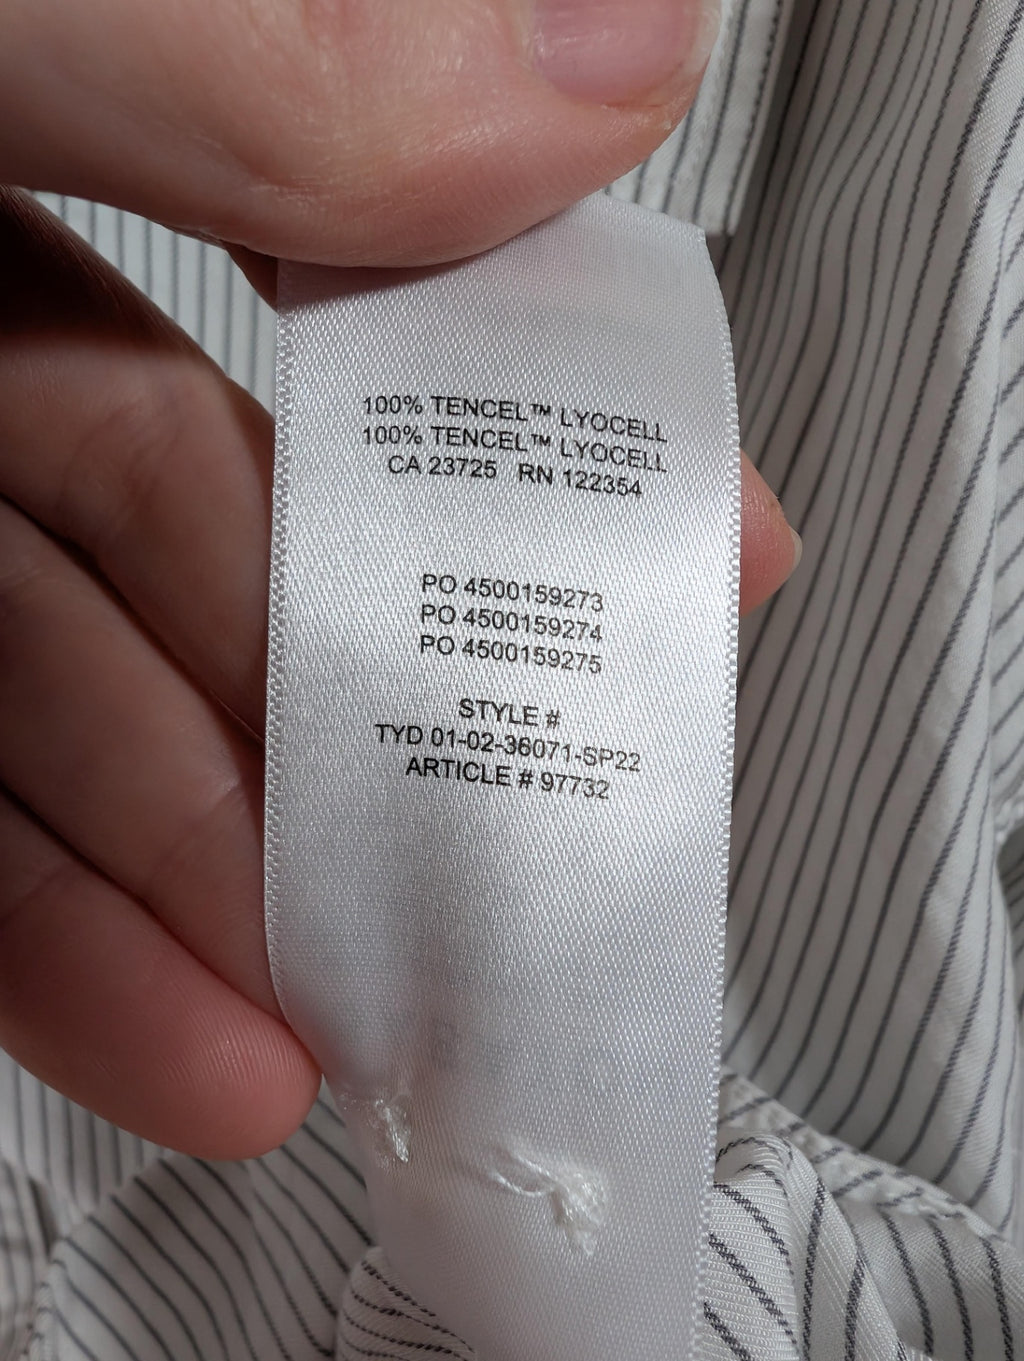 100% TENCEL™ LYOCELL
100% TENCEL™ LYOCELL
CA 23725 RN 122354
PO 4500159273
PO 4500159274
PO 4500159275
STYLE #
TYD 01-02-36071-SP22
ARTICLE # 97732